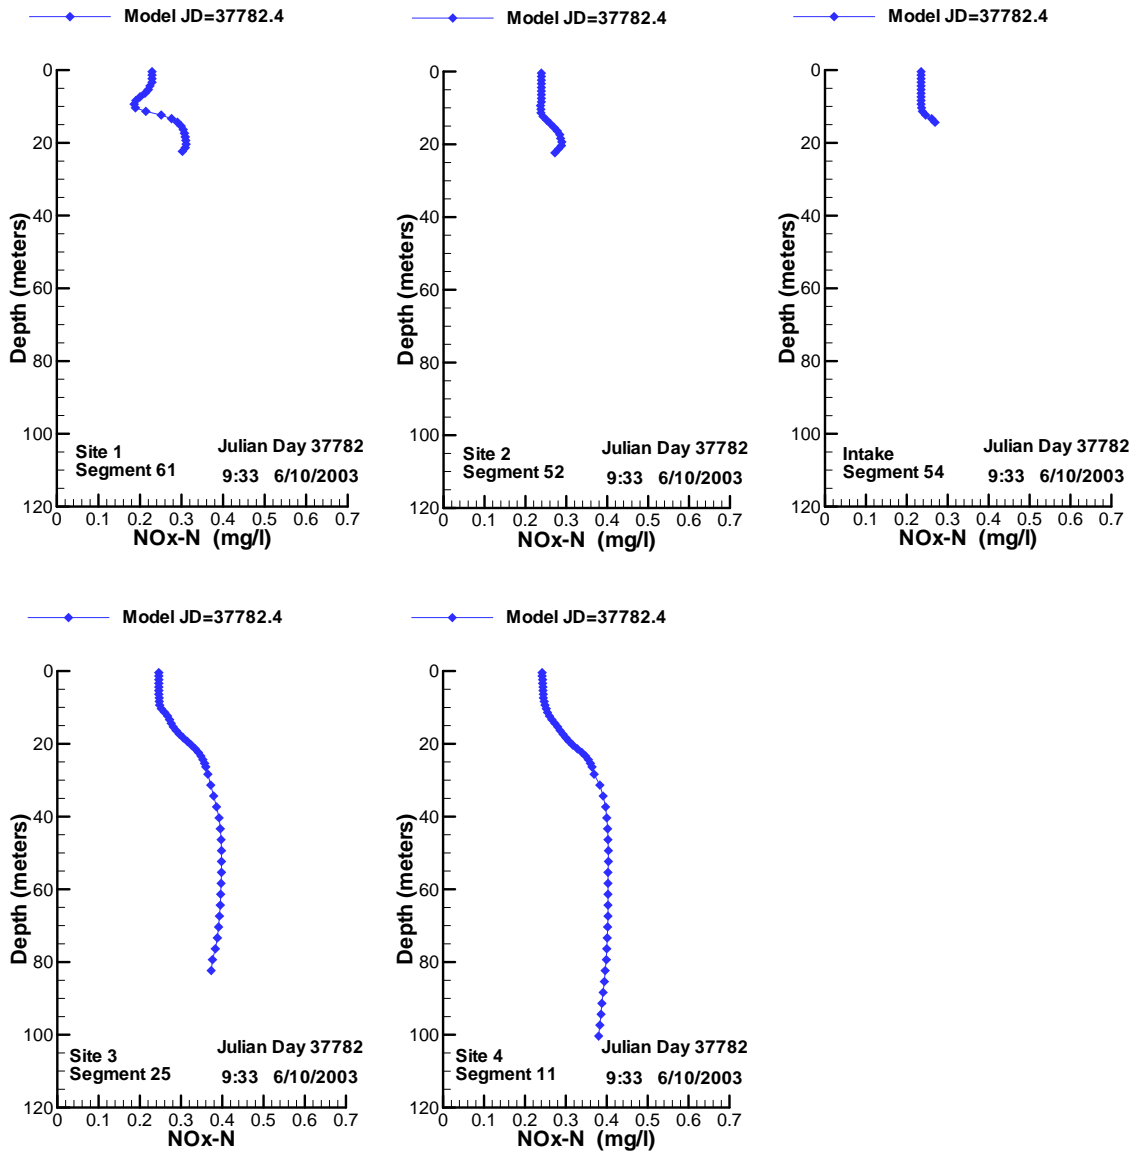 Model JD=37782.4
0
20
40
60
80
100
120
Depth (meters)
Site 1
Segment 61
Julian Day 37782
9:33 6/10/2003
0 0.1 0.2 0.3 0.4 0.5 0.6 0.7
NOx-N (mg/l)
Model JD=37782.4
0
20
40
60
80
100
120
Depth (meters)
Site 2
Segment 52
Julian Day 37782
9:33 6/10/2003
0 0.1 0.2 0.3 0.4 0.5 0.6 0.7
NOx-N (mg/l)
Model JD=37782.4
0
20
40
60
80
100
120
Depth (meters)
Intake
Segment 54
Julian Day 37782
9:33 6/10/2003
0 0.1 0.2 0.3 0.4 0.5 0.6 0.7
NOx-N (mg/l)
Model JD=37782.4
0
20
40
60
80
100
120
Depth (meters)
Site 3
Segment 25
Julian Day 37782
9:33 6/10/2003
0 0.1 0.2 0.3 0.4 0.5 0.6 0.7
NOx-N
Model JD=37782.4
0
20
40
60
80
100
120
Depth (meters)
Site 4
Segment 11
Julian Day 37782
9:33 6/10/2003
0 0.1 0.2 0.3 0.4 0.5 0.6 0.7
NOx-N (mg/l)